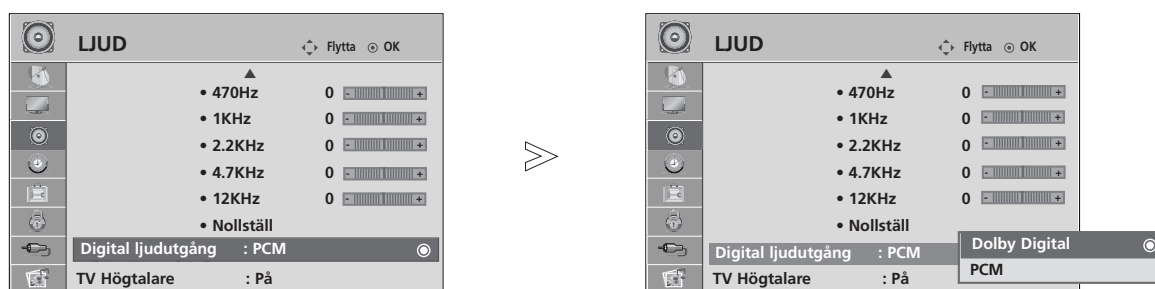 LJUD Flytta OK
• 470Hz 0 - +
• 1KHz 0 - +
• 2.2KHz 0 - +
• 4.7KHz 0 - +
• 12KHz 0 - +
• Nollställ
Digital ljudutgång : PCM
TV Högtalare : På
LJUD Flytta OK
• 470Hz 0 - +
• 1KHz 0 - +
• 2.2KHz 0 - +
• 4.7KHz 0 - +
• 12KHz 0 - +
• Nollställ
Digital ljudutgång : PCM
Dolby Digital
PCM
TV Högtalare : På